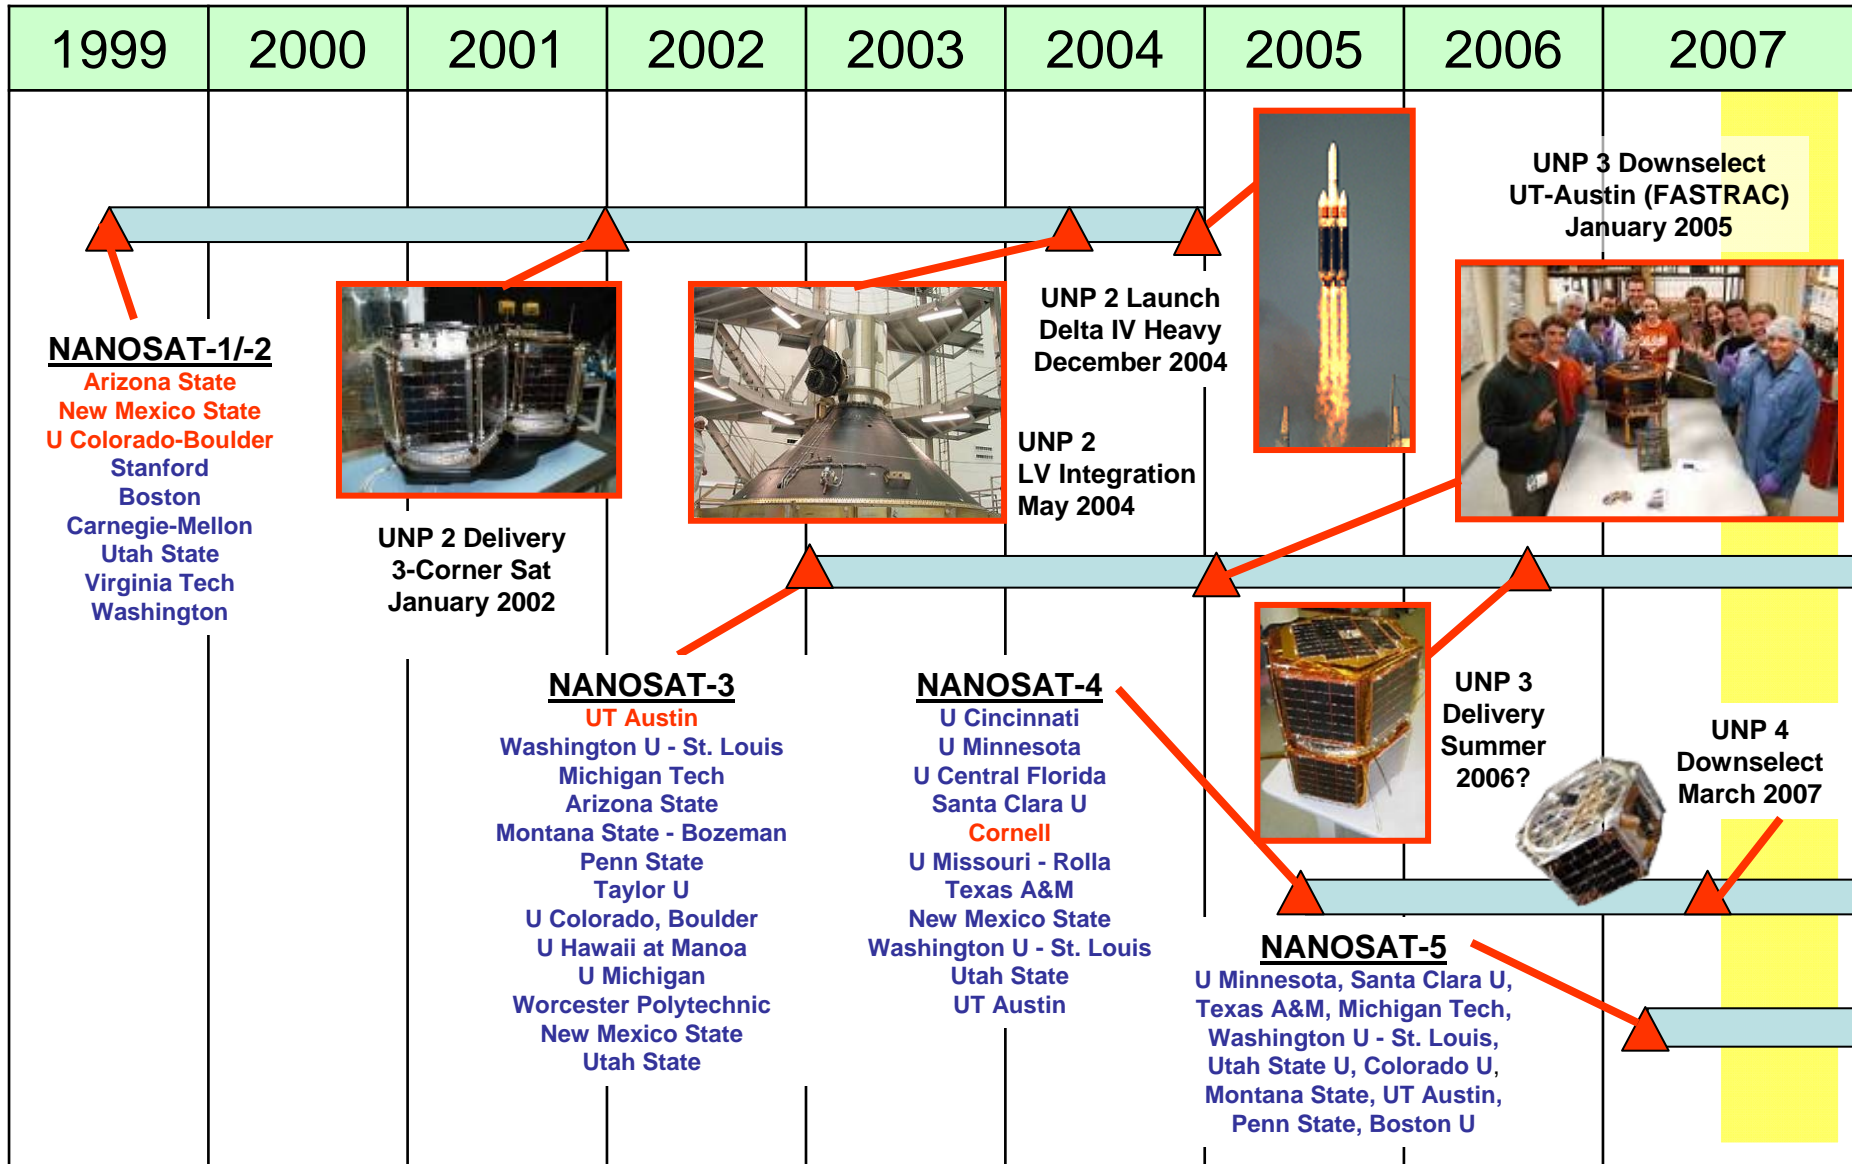 1999 2000 2001 2002 2003 2004 2005 2006 2007
UNP 3 Downselect
UT-Austin (FASTRAC)
January 2005
UNP 2 Launch
Delta IV Heavy
December 2004
NANOSAT-1/-2
Arizona State
New Mexico State
U Colorado-Boulder
Stanford
Boston
Carnegie-Mellon
Utah State
Virginia Tech
Washington
UNP 2
LV Integration
May 2004
UNP 2 Delivery
3-Corner Sat
January 2002
NANOSAT-3
UT Austin
Washington U - St. Louis
Michigan Tech
Arizona State
Montana State - Bozeman
Penn State
Taylor U
U Colorado, Boulder
U Hawaii at Manoa
U Michigan
Worcester Polytechnic
New Mexico State
Utah State
NANOSAT-4
U Cincinnati
U Minnesota
U Central Florida
Santa Clara U
Cornell
U Missouri - Rolla
Texas A&M
New Mexico State
Washington U - St. Louis
Utah State
UT Austin
UNP 3
Delivery
Summer
2006?
UNP 4
Downselect
March 2007
NANOSAT-5
U Minnesota, Santa Clara U,
Texas A&M, Michigan Tech,
Washington U - St. Louis,
Utah State U, Colorado U,
Montana State, UT Austin,
Penn State, Boston U